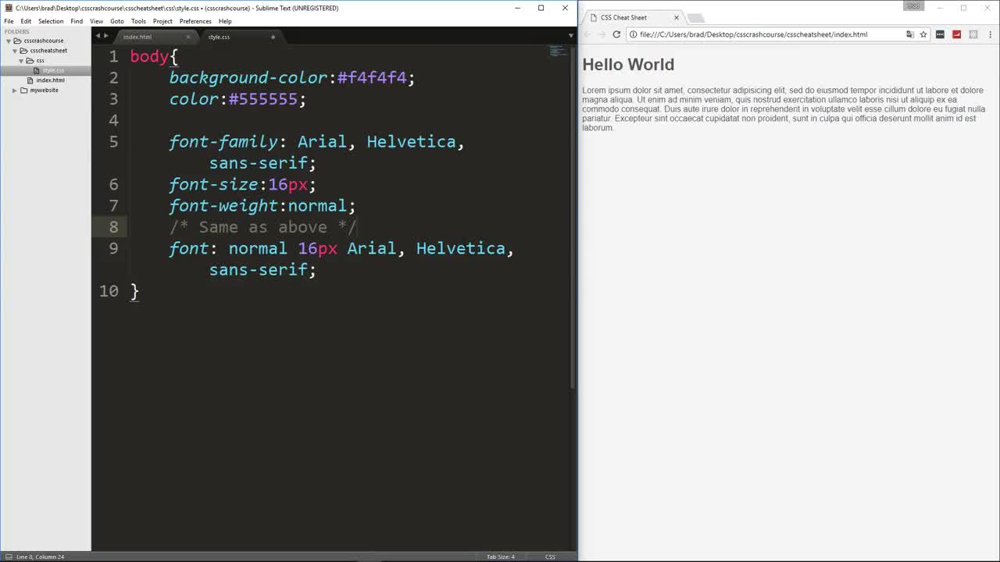 C:\Users\brad\Desktop\csscrashcourse\csscheatsheet\css\style.css • (csscrashcourse) - Sublime Text (UNREGISTERED)
File Edit Selection Find View Goto Tools Project Preferences Help
FOLDERS
csscrashcourse
csscheatsheet
css
style.css
index.html
mywebsite
index.html
style.css
1 body{
2 background-color:#f4f4f4;
3 color:#555555;
4
5 font-family: Arial, Helvetica,
sans-serif;
6 font-size:16px;
7 font-weight:normal;
8 /* Same as above */
9 font: normal 16px Arial, Helvetica,
sans-serif;
10 }
Line 8, Column 24
Tab Size: 4
CSS
Brad
CSS Cheat Sheet
file:///C:/Users/brad/Desktop/csscrashcourse/csscheatsheet/index.html
Hello World
Lorem ipsum dolor sit amet, consectetur adipisicing elit, sed do eiusmod tempor incididunt ut labore et dolore
magna aliqua. Ut enim ad minim veniam, quis nostrud exercitation ullamco laboris nisi ut aliquip ex ea
commodo consequat. Duis aute irure dolor in reprehenderit in voluptate velit esse cillum dolore eu fugiat nulla
pariatur. Excepteur sint occaecat cupidatat non proident, sunt in culpa qui officia deserunt mollit anim id est
laborum.